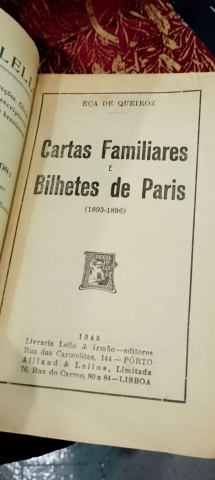 LELLO
EÇA DE QUEIROZ
Cartas Familiares
E
Bilhetes de Paris
(1893-1896)
1945
Livraria Lello & Irmão—editores
Rua das Carmelitas, 144 — PÔRTO
Aillaud & Lellos, Limitada
76, Rua do Carmo, 80 e 84—LISBOA